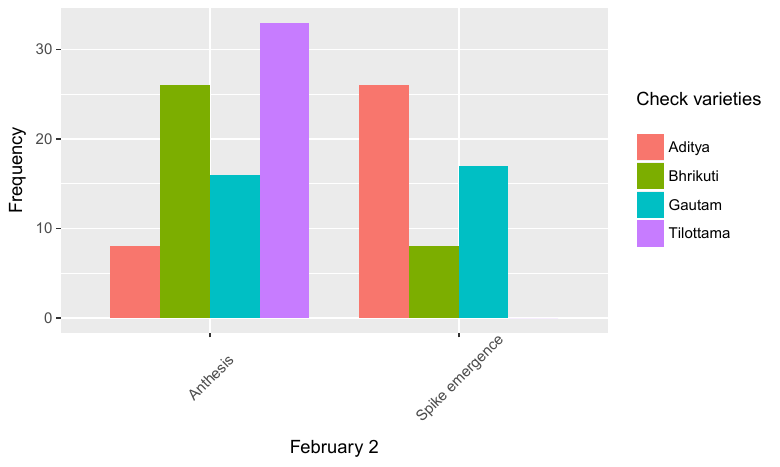 Frequency
30
20
10
0
Anthesis
Spike emergence
February 2
Check varieties
Aditya
Bhrikuti
Gautam
Tilottama